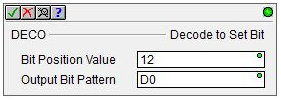 DECO Decode to Set Bit
Bit Position Value 12
Output Bit Pattern D0